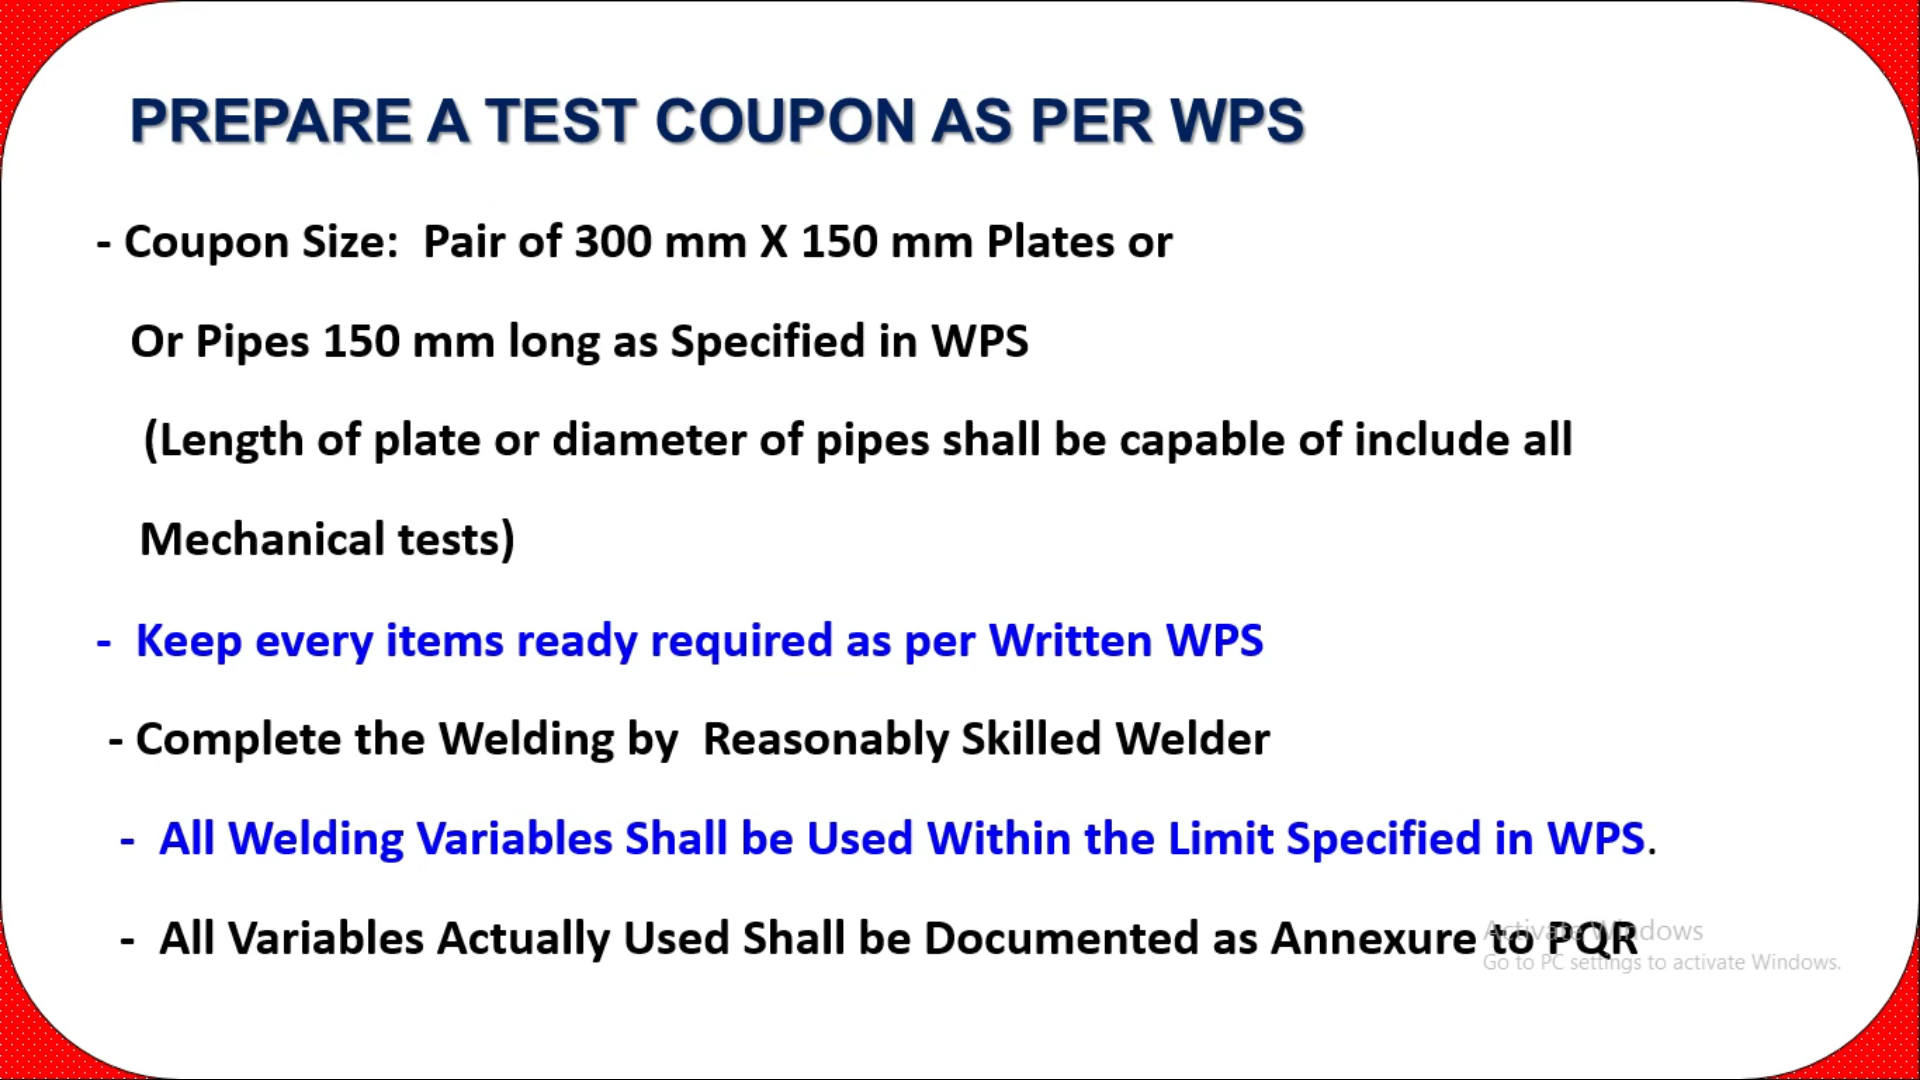 PREPARE A TEST COUPON AS PER WPS
- Coupon Size: Pair of 300 mm X 150 mm Plates or
Or Pipes 150 mm long as Specified in WPS
(Length of plate or diameter of pipes shall be capable of include all
Mechanical tests)
- Keep every items ready required as per Written WPS
- Complete the Welding by Reasonably Skilled Welder
- All Welding Variables Shall be Used Within the Limit Specified in WPS.
- All Variables Actually Used Shall be Documented as Annexure to PQR
Activate Windows
Go to PC settings to activate Windows.